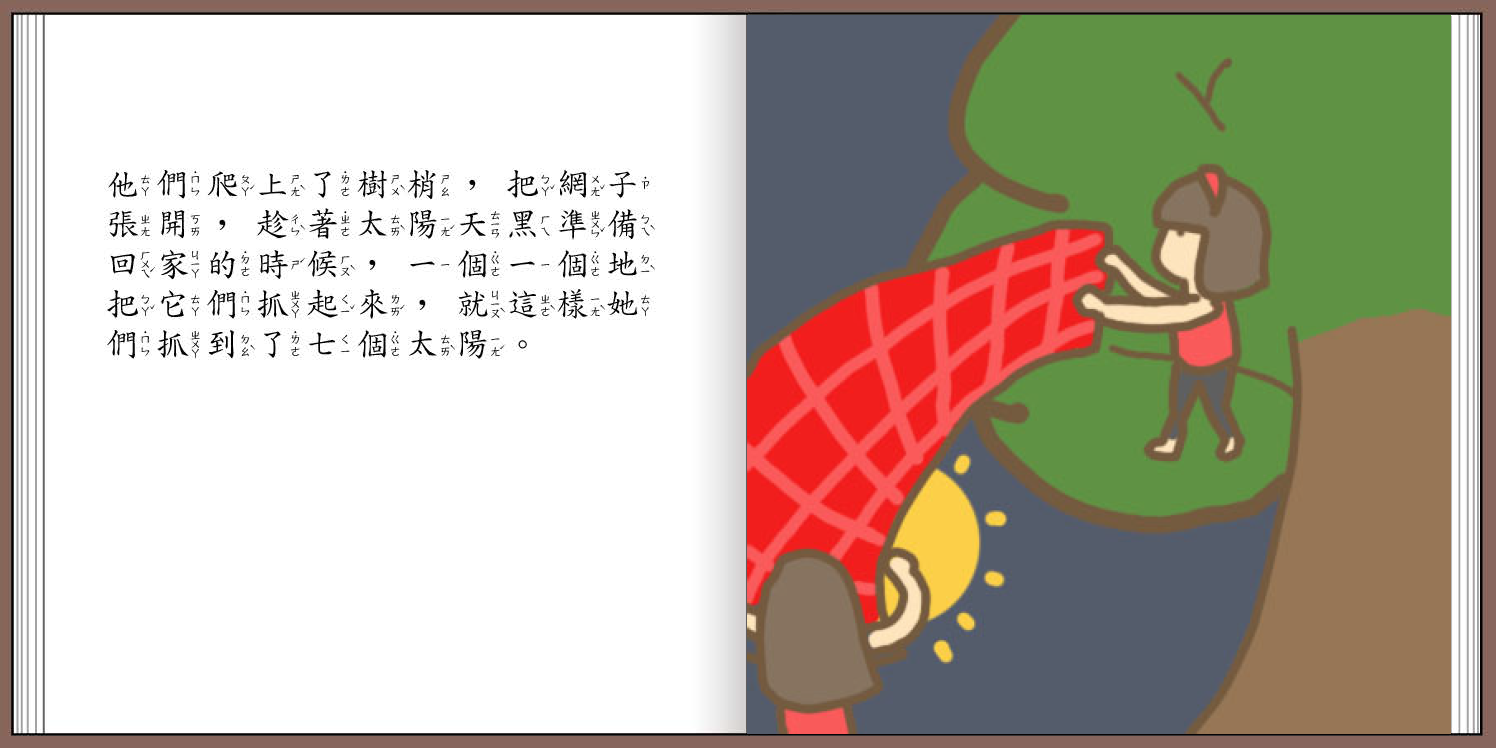 他們爬上了樹梢，把網子
張開，趁著太陽天黑準備
回家的時候，一個一個地
把它們抓起來，就這樣她
們抓到了七個太陽。